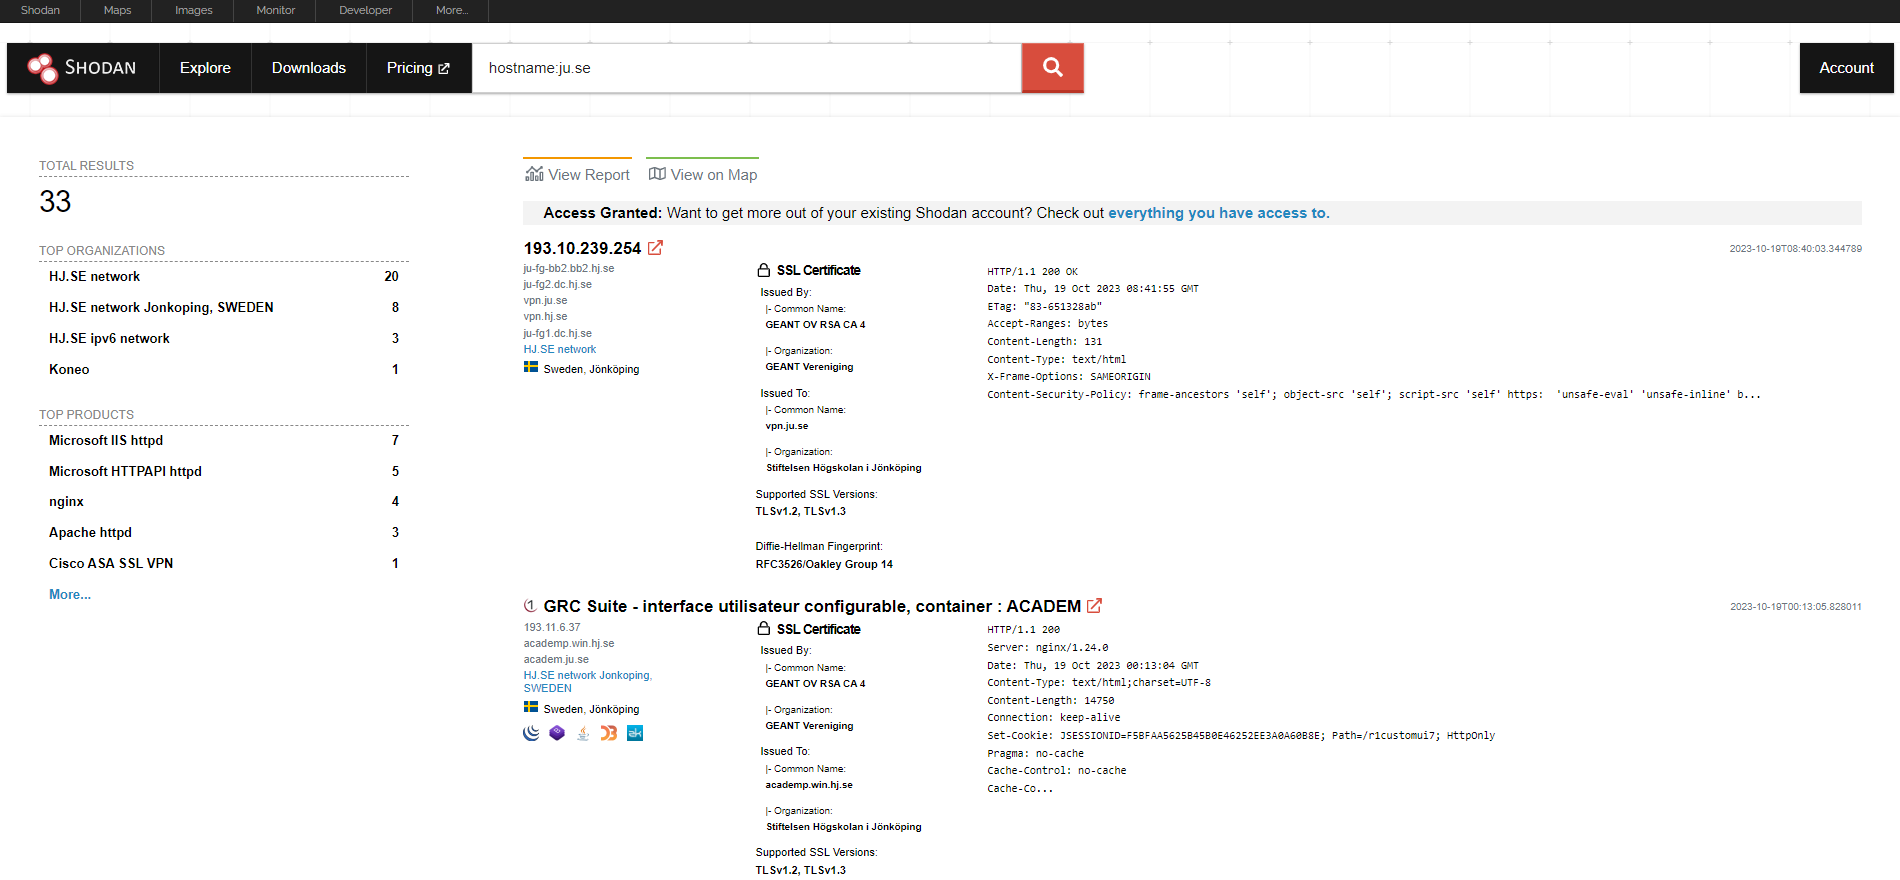 Shodan Maps Images Monitor Developer More...
SHODAN Explore Downloads Pricing hostname:ju.se Account
TOTAL RESULTS
33
TOP ORGANIZATIONS
HJ.SE network 20
HJ.SE network Jonkoping, SWEDEN 8
HJ.SE ipv6 network 3
Koneo 1
TOP PRODUCTS
Microsoft IIS httpd 7
Microsoft HTTPAPI httpd 5
nginx 4
Apache httpd 3
Cisco ASA SSL VPN 1
More...
View Report View on Map
Access Granted: Want to get more out of your existing Shodan account? Check out everything you have access to.
193.10.239.254
2023-10-19T08:40:03.344789
ju-fg-bb2.bb2.hj.se
ju-fg2.dc.hj.se
vpn.ju.se
vpn.hj.se
ju-fg1.dc.hj.se
HJ.SE network
Sweden, Jönköping
SSL Certificate
Issued By:
|- Common Name:
GEANT OV RSA CA 4
|- Organization:
GEANT Vereniging
Issued To:
|- Common Name:
vpn.ju.se
|- Organization:
Stiftelsen Högskolan i Jönköping
Supported SSL Versions:
TLSv1.2, TLSv1.3
Diffie-Hellman Fingerprint:
RFC3526/Oakley Group 14
HTTP/1.1 200 OK
Date: Thu, 19 Oct 2023 08:41:55 GMT
ETag: "83-651328ab"
Accept-Ranges: bytes
Content-Length: 131
Content-Type: text/html
X-Frame-Options: SAMEORIGIN
Content-Security-Policy: frame-ancestors 'self'; object-src 'self'; script-src 'self' https:  'unsafe-eval' 'unsafe-inline' b...
GRC Suite - interface utilisateur configurable, container : ACADEM
2023-10-19T00:13:05.828011
193.11.6.37
academp.win.hj.se
academ.ju.se
HJ.SE network Jonkoping,
SWEDEN
Sweden, Jönköping
SSL Certificate
Issued By:
|- Common Name:
GEANT OV RSA CA 4
|- Organization:
GEANT Vereniging
Issued To:
|- Common Name:
academp.win.hj.se
|- Organization:
Stiftelsen Högskolan i Jönköping
Supported SSL Versions:
TLSv1.2, TLSv1.3
HTTP/1.1 200
Server: nginx/1.24.0
Date: Thu, 19 Oct 2023 00:13:04 GMT
Content-Type: text/html;charset=UTF-8
Content-Length: 14750
Connection: keep-alive
Set-Cookie: JSESSIONID=F5BFAA5625B45B0E46252EE3A0A60B8E; Path=/r1customui7; HttpOnly
Pragma: no-cache
Cache-Control: no-cache
Cache-Co...